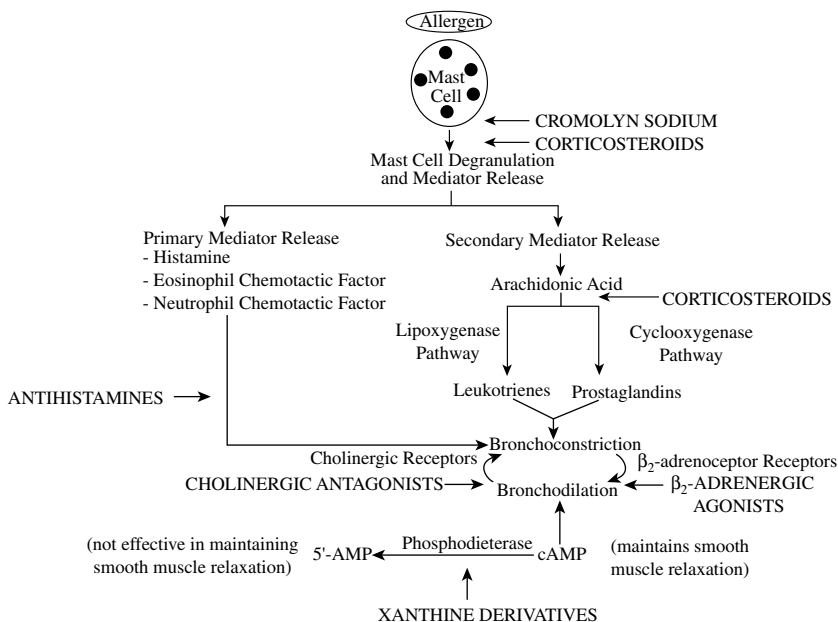 Allergen
Mast
Cell
CROMOLYN SODIUM
CORTICOSTEROIDS
Mast Cell Degranulation
and Mediator Release
Primary Mediator Release
- Histamine
- Eosinophil Chemotactic Factor
- Neutrophil Chemotactic Factor
Secondary Mediator Release
Arachidonic Acid
CORTICOSTEROIDS
Lipoxygenase
Pathway
Cyclooxygenase
Pathway
Leukotrienes
Prostaglandins
ANTIHISTAMINES
Bronchoconstriction
Cholinergic Receptors
β₂-adrenoceptor Receptors
CHOLINERGIC ANTAGONISTS
Bronchodilation
β₂-ADRENERGIC
AGONISTS
(not effective in maintaining
smooth muscle relaxation)
5'-AMP
Phosphodieterase
cAMP
(maintains smooth
muscle relaxation)
XANTHINE DERIVATIVES